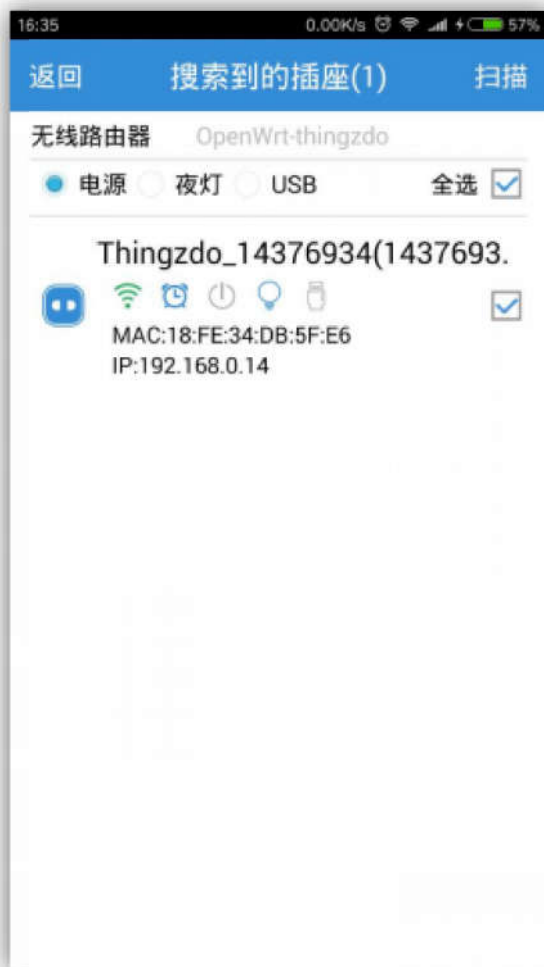 16:35 0.00K/s 57%
返回 搜索到的插座(1) 扫描
无线路由器 OpenWrt-thingzdo
电源 夜灯 USB 全选
Thingzdo_14376934(1437693.
MAC:18:FE:34:DB:5F:E6
IP:192.168.0.14